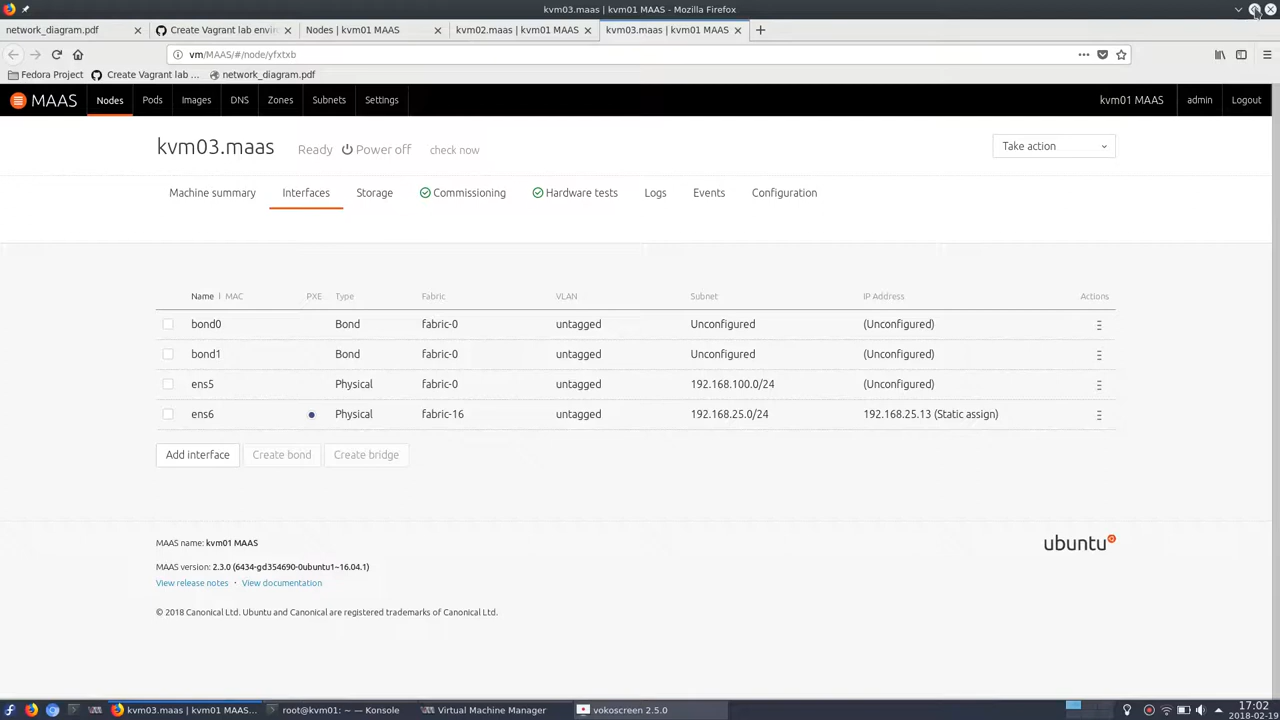 kvm03.maas | kvm01 MAAS - Mozilla Firefox
network_diagram.pdf
Create Vagrant lab envir
Nodes | kvm01 MAAS
kvm02.maas | kvm01 MAAS
kvm03.maas | kvm01 MAAS
vm/MAAS/#/node/yfxtxb
Fedora Project
Create Vagrant lab ...
network_diagram.pdf
MAAS
Nodes
Pods
Images
DNS
Zones
Subnets
Settings
kvm01 MAAS
admin
Logout
kvm03.maas
Ready
Power off
check now
Take action
Machine summary
Interfaces
Storage
Commissioning
Hardware tests
Logs
Events
Configuration
Name | MAC PXE Type Fabric VLAN Subnet IP Address Actions
bond0 Bond fabric-0 untagged Unconfigured (Unconfigured)
bond1 Bond fabric-0 untagged Unconfigured (Unconfigured)
ens5 Physical fabric-0 untagged 192.168.100.0/24 (Unconfigured)
ens6 Physical fabric-16 untagged 192.168.25.0/24 192.168.25.13 (Static assign)
Add interface
Create bond
Create bridge
MAAS name: kvm01 MAAS
ubuntu
MAAS version: 2.3.0 (6434-gd354690-0ubuntu1~16.04.1)
View release notes · View documentation
© 2018 Canonical Ltd. Ubuntu and Canonical are registered trademarks of Canonical Ltd.
kvm03.maas | kvm01 MAAS...
root@kvm01: ~ — Konsole
Virtual Machine Manager
vokoscreen 2.5.0
17:02
2018-02-19